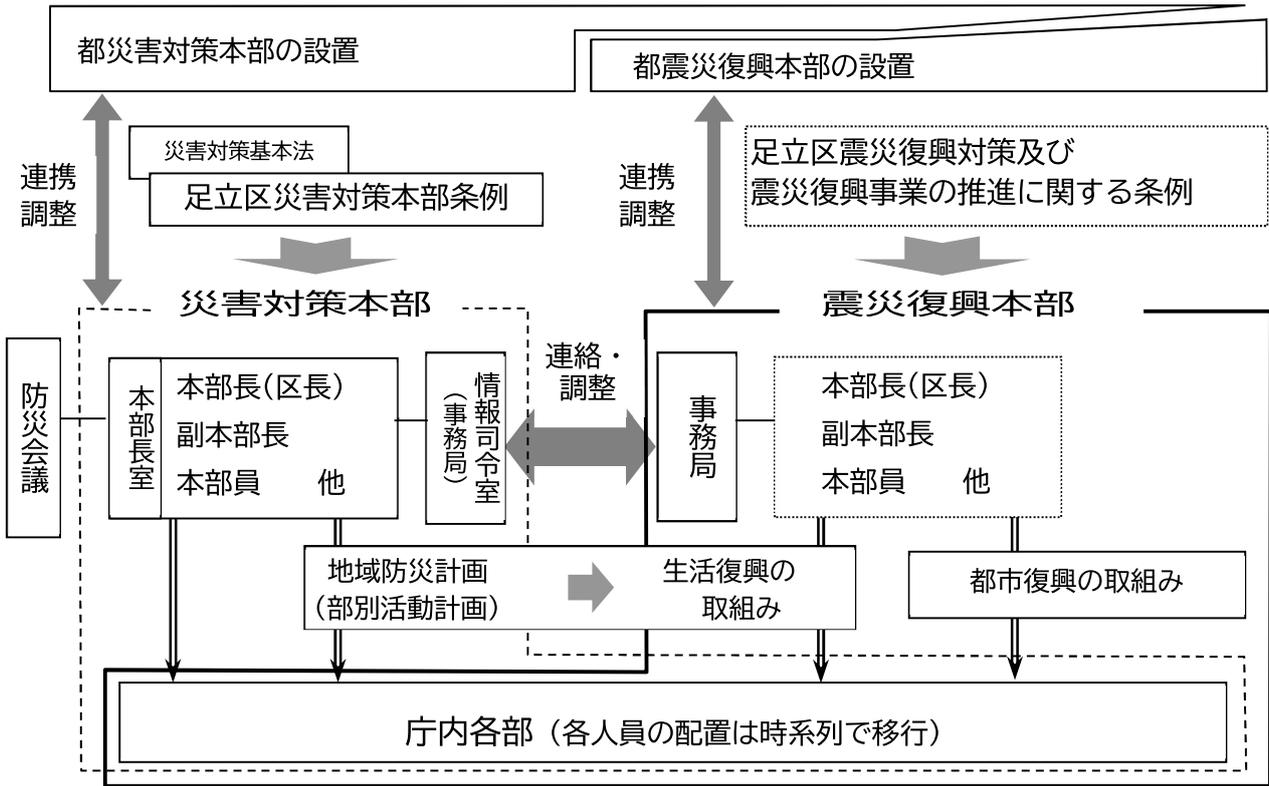 都災害対策本部の設置
都震災復興本部の設置
連携
調整
災害対策基本法
足立区災害対策本部条例
連携
調整
足立区震災復興対策及び
震災復興事業の推進に関する条例
災害対策本部
震災復興本部
防災会議
本部長室
本部長（区長）
副本部長
本部員　　他
情報司令室
（事務局）
連絡・
調整
事務局
本部長（区長）
副本部長
本部員　　他
地域防災計画
（部別活動計画）
生活復興の
取組み
都市復興の取組み
庁内各部（各人員の配置は時系列で移行）